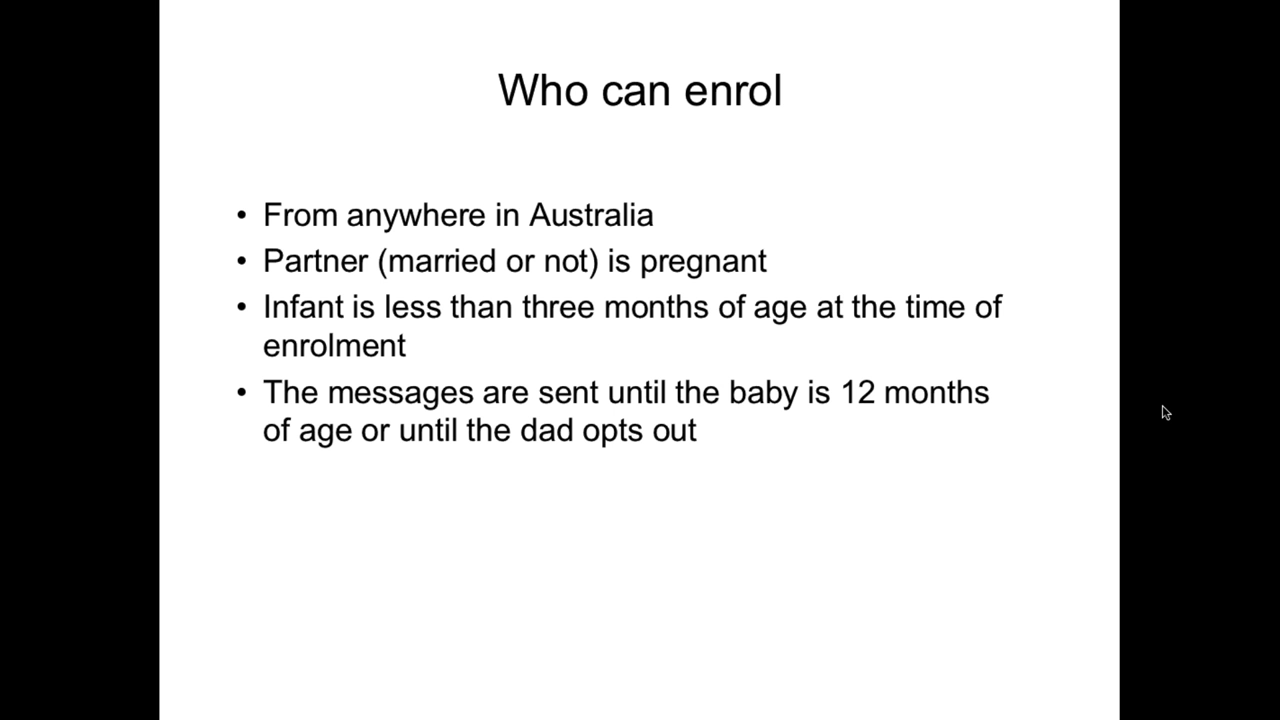 Who can enrol
• From anywhere in Australia
• Partner (married or not) is pregnant
• Infant is less than three months of age at the time of
enrolment
• The messages are sent until the baby is 12 months
of age or until the dad opts out